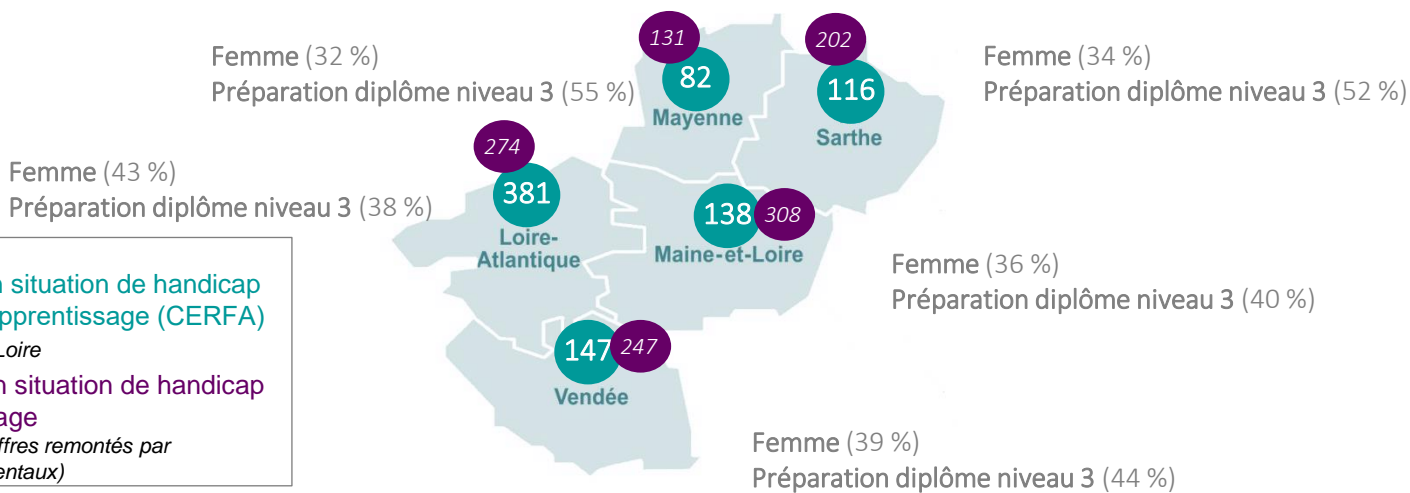 131
202
Femme (32 %)
Préparation diplôme niveau 3 (55 %)
82
Mayenne
116
Sarthe
Femme (34 %)
Préparation diplôme niveau 3 (52 %)
274
381
Loire-
Atlantique
Femme (43 %)
Préparation diplôme niveau 3 (38 %)
138
308
Maine-et-Loire
Femme (36 %)
Préparation diplôme niveau 3 (40 %)
situation de handicap
pprentissage (CERFA)
Loire
situation de handicap
age
ffres remontés par
entaux)
147
247
Vendée
Femme (39 %)
Préparation diplôme niveau 3 (44 %)